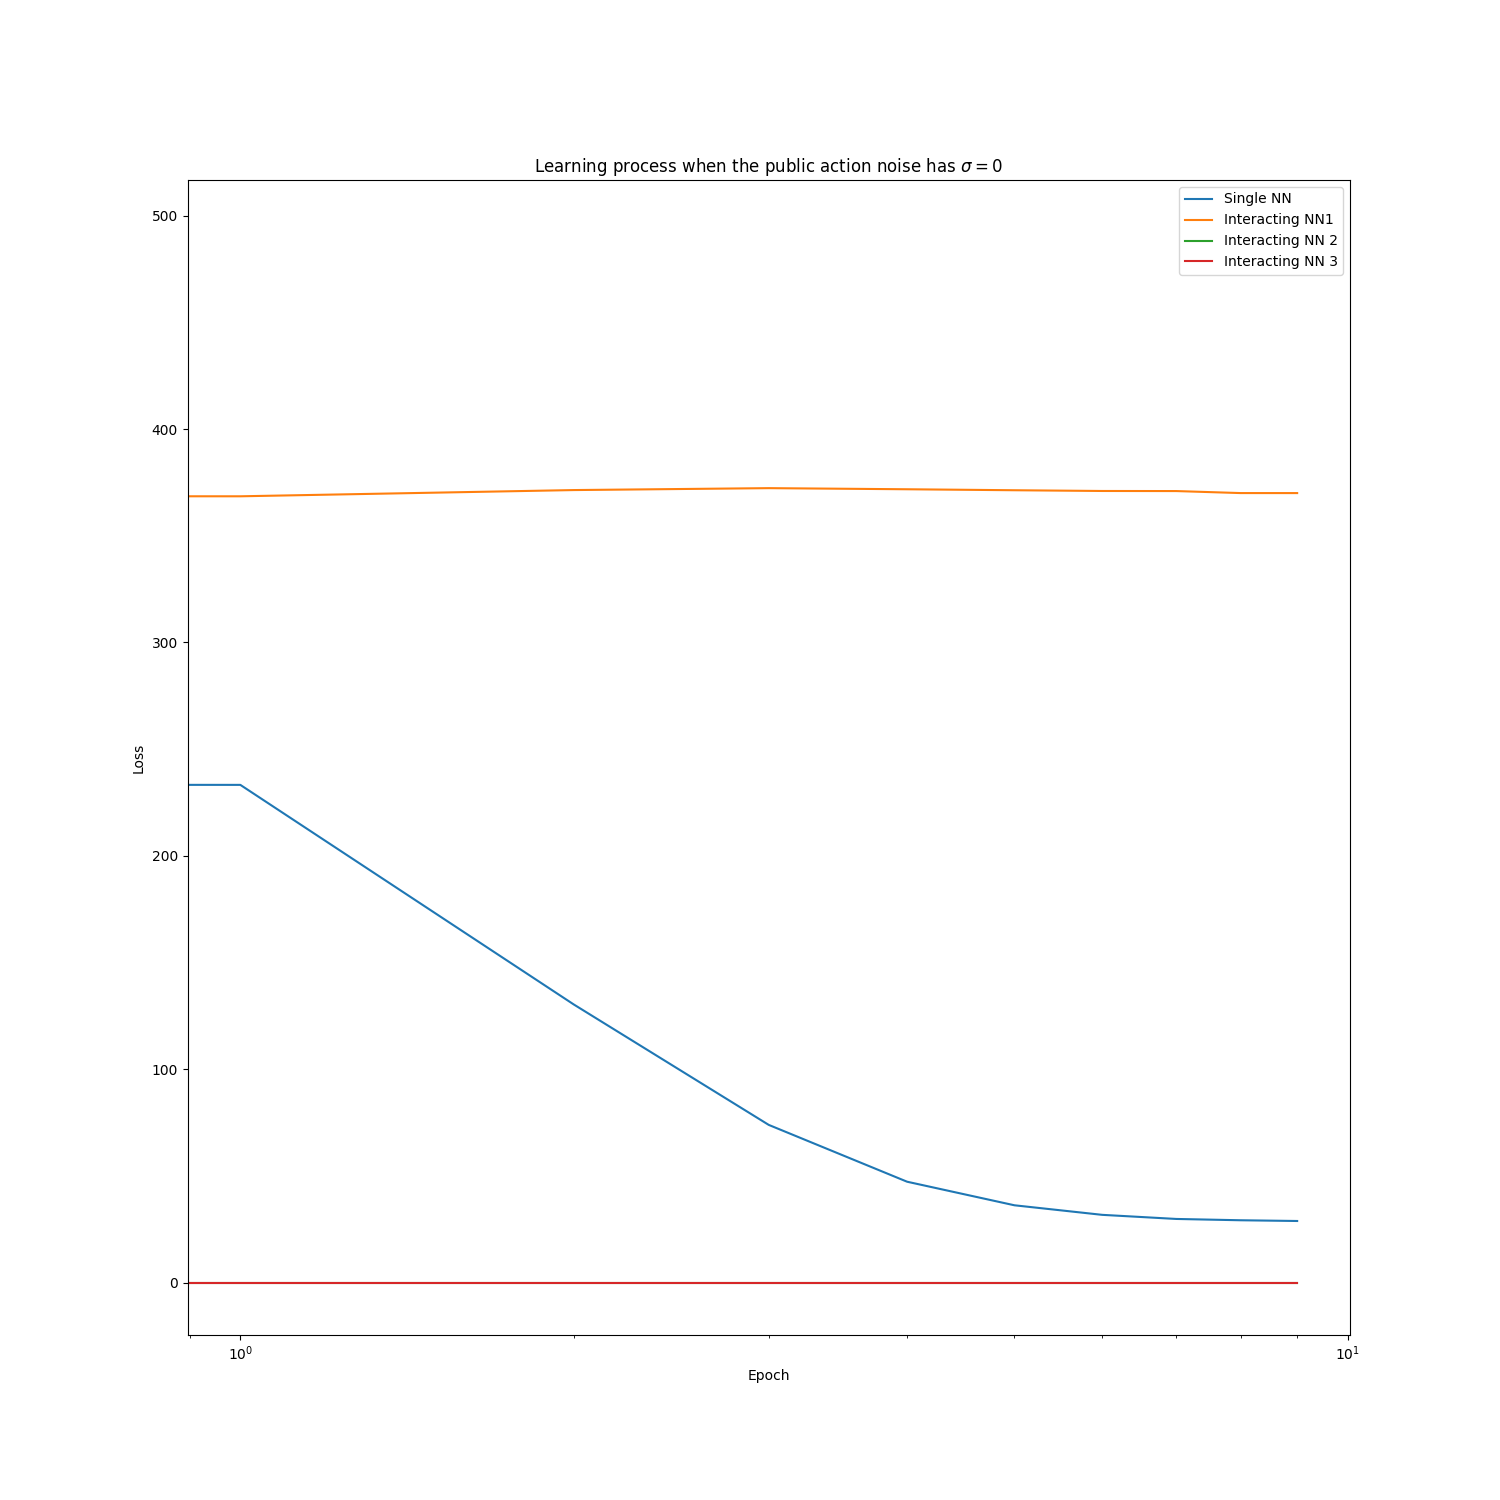 Learning process when the public action noise has σ = 0
Single NN
Interacting NN1
Interacting NN 2
Interacting NN 3
500
400
300
200
100
0
Loss
10⁰
10¹
Epoch